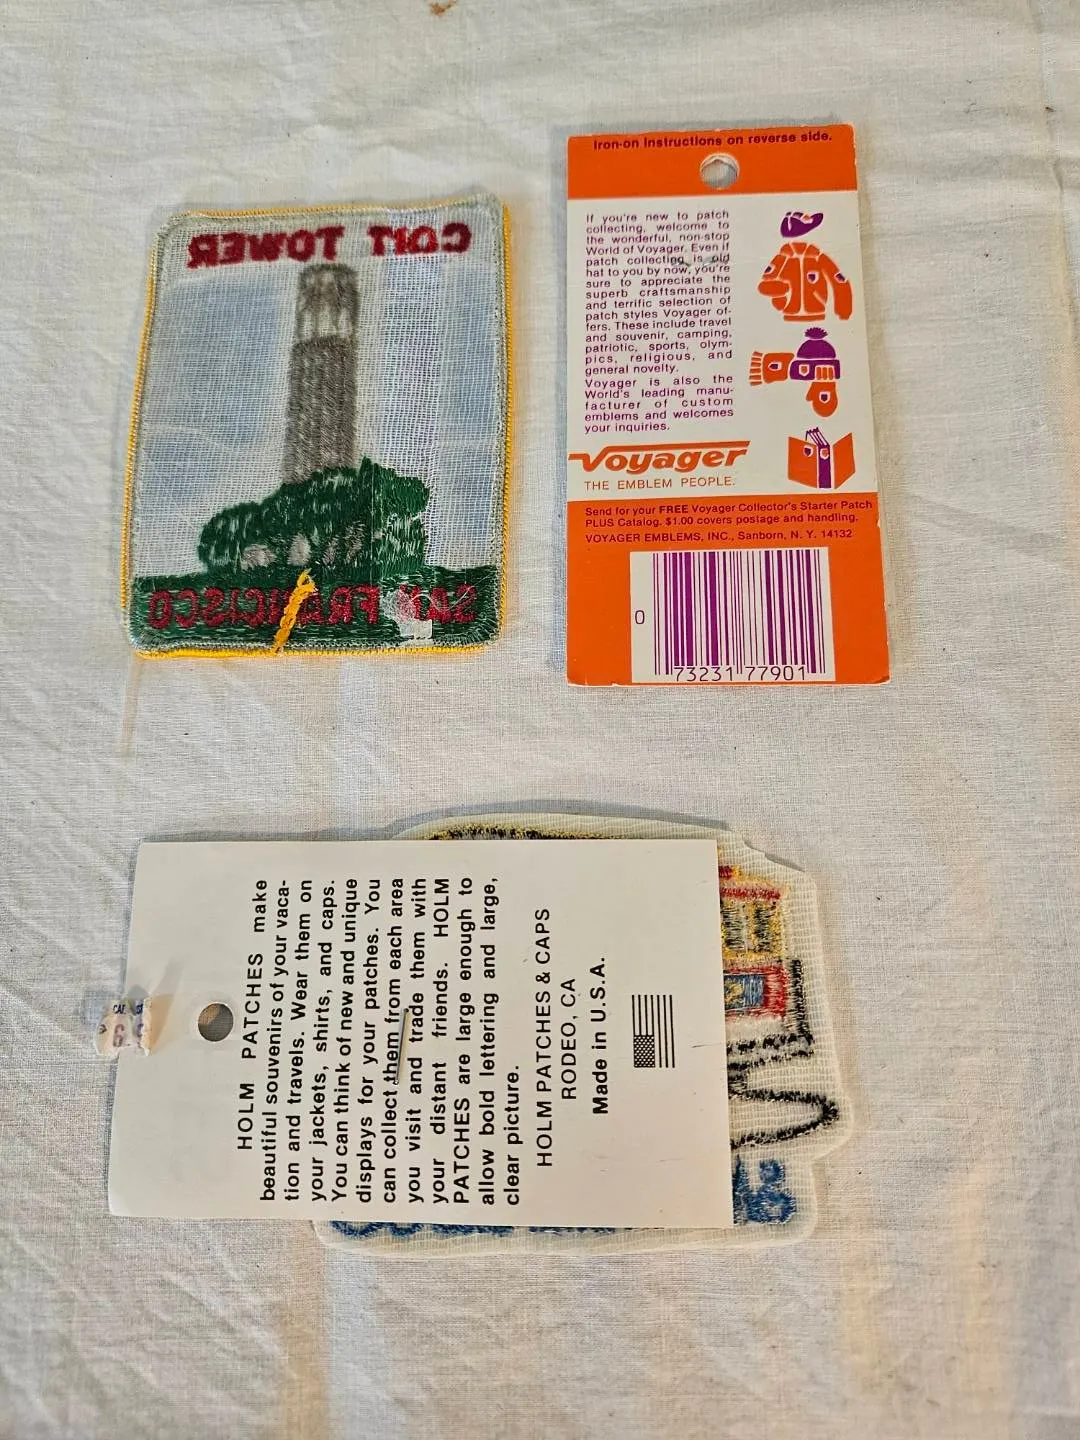 COIT TOWER
SAN FRANCISCO
Iron-on instructions on reverse side.
If you're new to patch
collecting, welcome to
the wonderful, non-stop
World of Voyager. Even if
patch collecting is old
hat to you by now, you're
sure to appreciate the
superb craftsmanship
and terrific selection of
patch styles Voyager of-
fers. These include travel
and souvenir, camping,
patriotic, sports, olym-
pics, religious, and
general novelty.
Voyager is also the
World's leading manu-
facturer of custom
emblems and welcomes
your inquiries.
Voyager
THE EMBLEM PEOPLE.
Send for your FREE Voyager Collector's Starter Patch
PLUS Catalog. $1.00 covers postage and handling.
VOYAGER EMBLEMS, INC., Sanborn, N. Y. 14132
0 73231 77901
HOLM PATCHES make
beautiful souvenirs of your vaca-
tion and travels. Wear them on
your jackets, shirts, and caps.
You can think of new and unique
displays for your patches. You
can collect them from each area
you visit and trade them with
your distant friends. HOLM
PATCHES are large enough to
allow bold lettering and large,
clear picture.
HOLM PATCHES & CAPS
RODEO, CA
Made in U.S.A.